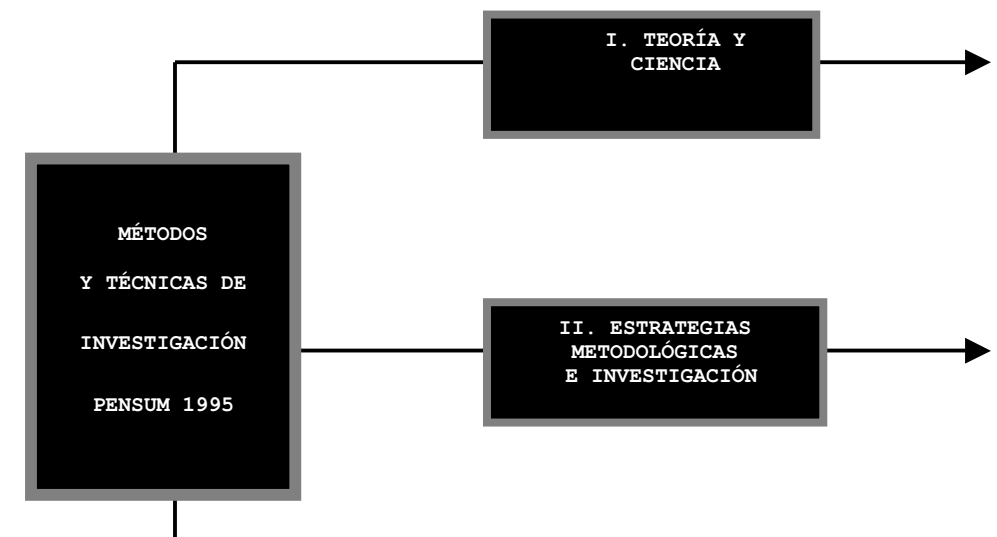 I. TEORÍA Y
CIENCIA
MÉTODOS
Y TÉCNICAS DE
INVESTIGACIÓN
PENSUM 1995
II. ESTRATEGIAS
METODOLÓGICAS
E INVESTIGACIÓN